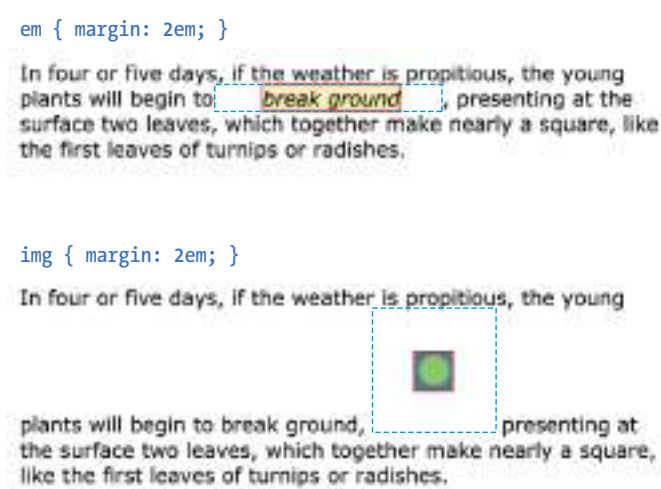 em { margin: 2em; }
In four or five days, if the weather is propitious, the young
plants will begin to break ground, presenting at the
surface two leaves, which together make nearly a square, like
the first leaves of turnips or radishes.
img { margin: 2em; }
In four or five days, if the weather is propitious, the young
plants will begin to break ground, presenting at
the surface two leaves, which together make nearly a square,
like the first leaves of turnips or radishes.